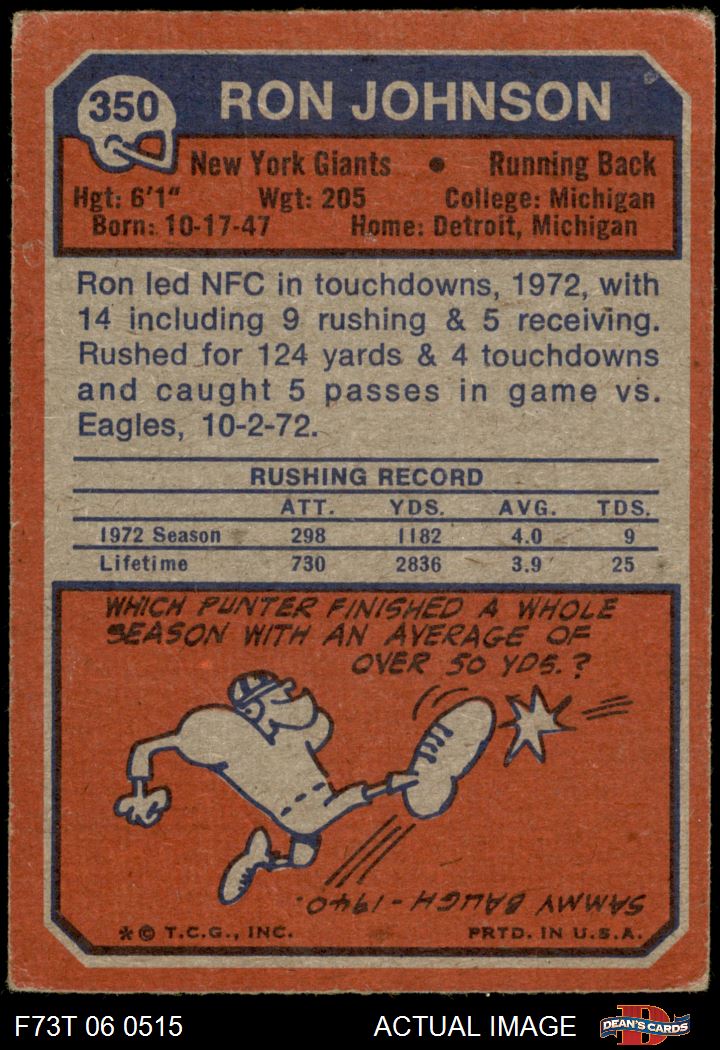 350
RON JOHNSON
New York Giants • Running Back
Hgt: 6'1" Wgt: 205 College: Michigan
Born: 10-17-47 Home: Detroit, Michigan
Ron led NFC in touchdowns, 1972, with
14 including 9 rushing & 5 receiving.
Rushed for 124 yards & 4 touchdowns
and caught 5 passes in game vs.
Eagles, 10-2-72.
RUSHING RECORD
ATT. YDS. AVG. TDS.
1972 Season 298 1182 4.0 9
Lifetime 730 2836 3.9 25
WHICH PUNTER FINISHED A WHOLE
SEASON WITH AN AVERAGE OF
OVER 50 YDS.?
SAMMY BAUGH - 1940.
* © T.C.G., INC. PRTD. IN U.S.A.
F73T 06 0515 ACTUAL IMAGE
D
DEAN'S CARDS